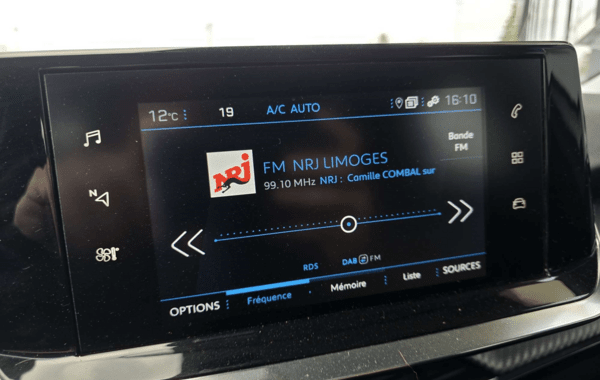 12°C 19 A/C AUTO 16:10
Bande
FM
NRJ
FM NRJ LIMOGES
99.10 MHz NRJ : Camille COMBAL sur
N
RDS DAB FM
OPTIONS Fréquence Mémoire Liste SOURCES